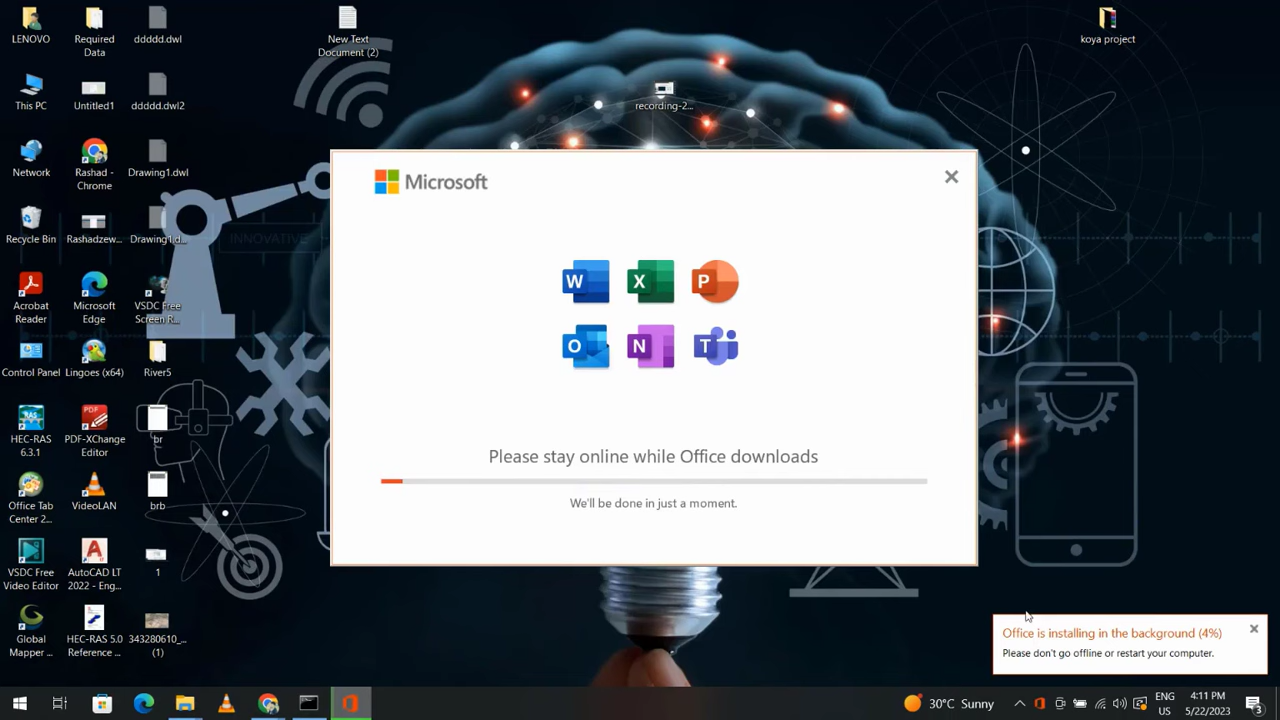 LENOVO
Required
Data
ddddd.dwl
New Text
Document (2)
koya project
This PC
Untitled1
ddddd.dwl2
recording-2...
Network
Rashad -
Chrome
Drawing1.dwl
Recycle Bin
Rashadzew...
Drawing1.d...
INNOVATIVE
Acrobat
Reader
Microsoft
Edge
VSDC Free
Screen R...
Control Panel
Lingoes (x64)
River5
HEC-RAS
6.3.1
PDF-XChange
Editor
br
Office Tab
Center 2...
VideoLAN
brb
VSDC Free
Video Editor
AutoCAD LT
2022 - Eng...
1
Global
Mapper ...
HEC-RAS 5.0
Reference ...
343280610_...
(1)
Microsoft
W X P
O N T
Please stay online while Office downloads
We'll be done in just a moment.
Office is installing in the background (4%)
Please don't go offline or restart your computer.
30°C Sunny
ENG
US
4:11 PM
5/22/2023
3